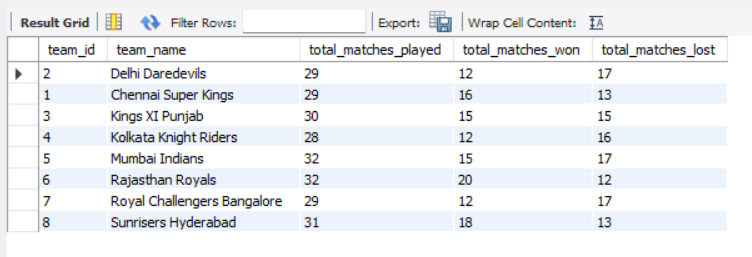 Result Grid Filter Rows: Export: Wrap Cell Content: IA
team_id team_name total_matches_played total_matches_won total_matches_lost
2 Delhi Daredevils 29 12 17
1 Chennai Super Kings 29 16 13
3 Kings XI Punjab 30 15 15
4 Kolkata Knight Riders 28 12 16
5 Mumbai Indians 32 15 17
6 Rajasthan Royals 32 20 12
7 Royal Challengers Bangalore 29 12 17
8 Sunrisers Hyderabad 31 18 13